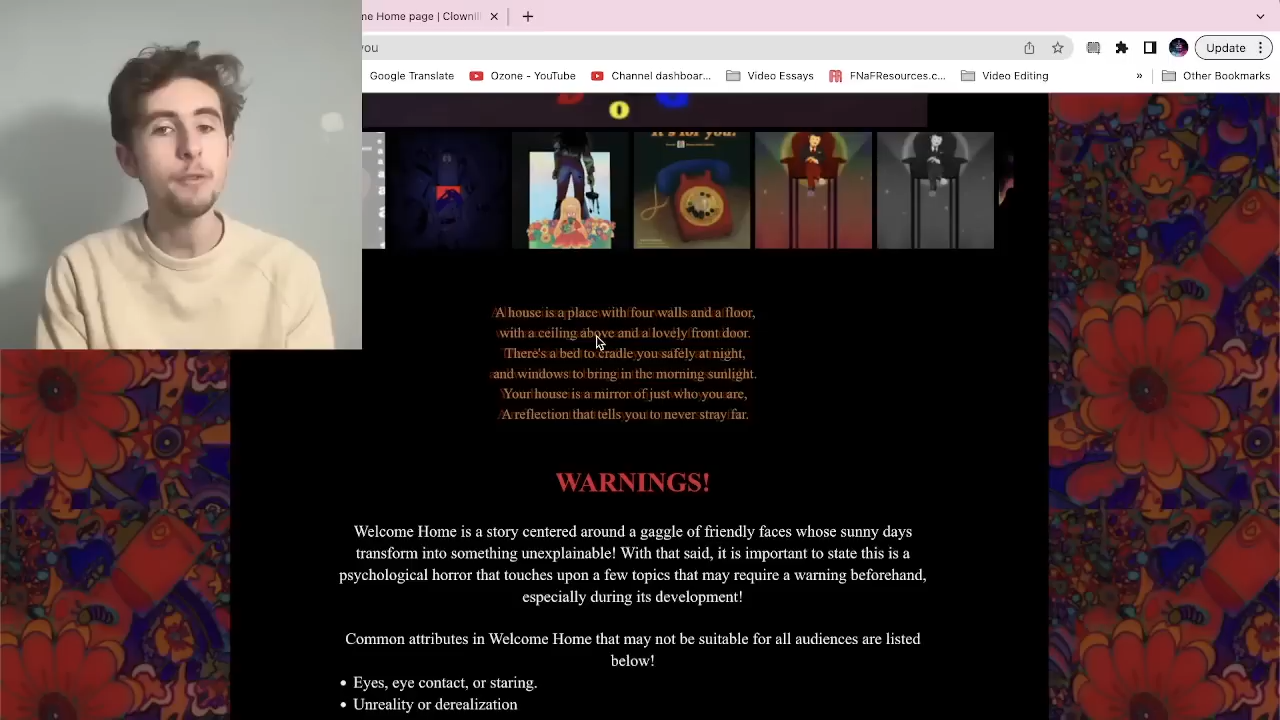 e Home page | Clownill
Update
you
Google Translate
Ozone - YouTube
Channel dashboar...
Video Essays
FNaFResources.c...
Video Editing
»
Other Bookmarks
It's for you!
A house is a place with four walls and a floor,
with a ceiling above and a lovely front door.
There's a bed to cradle you safely at night,
and windows to bring in the morning sunlight.
Your house is a mirror of just who you are,
A reflection that tells you to never stray far.
WARNINGS!
Welcome Home is a story centered around a gaggle of friendly faces whose sunny days
transform into something unexplainable! With that said, it is important to state this is a
psychological horror that touches upon a few topics that may require a warning beforehand,
especially during its development!
Common attributes in Welcome Home that may not be suitable for all audiences are listed
below!
• Eyes, eye contact, or staring.
• Unreality or derealization